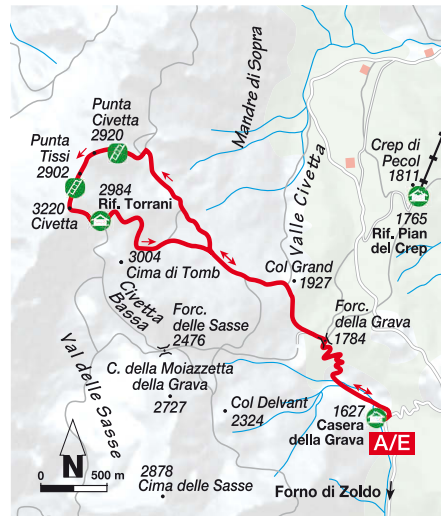 Mandre di Sopra
Punta
Civetta
2920
Punta
Tissi
2902
2984
Rif. Torrani
3220
Civetta
Crep di
Pecol
1811
1765
Rif. Pian
del Crep
Valle Civetta
3004
Cima di Tomb
Col Grand
1927
Civetta
Bassa
Forc.
delle Sasse
2476
Forc.
della Grava
1784
Val delle Sasse
C. della Moiazzetta
della Grava
2727
Col Delvant
2324
1627
Casera
della Grava
A/E
N
0 500 m
2878
Cima delle Sasse
Forno di Zoldo